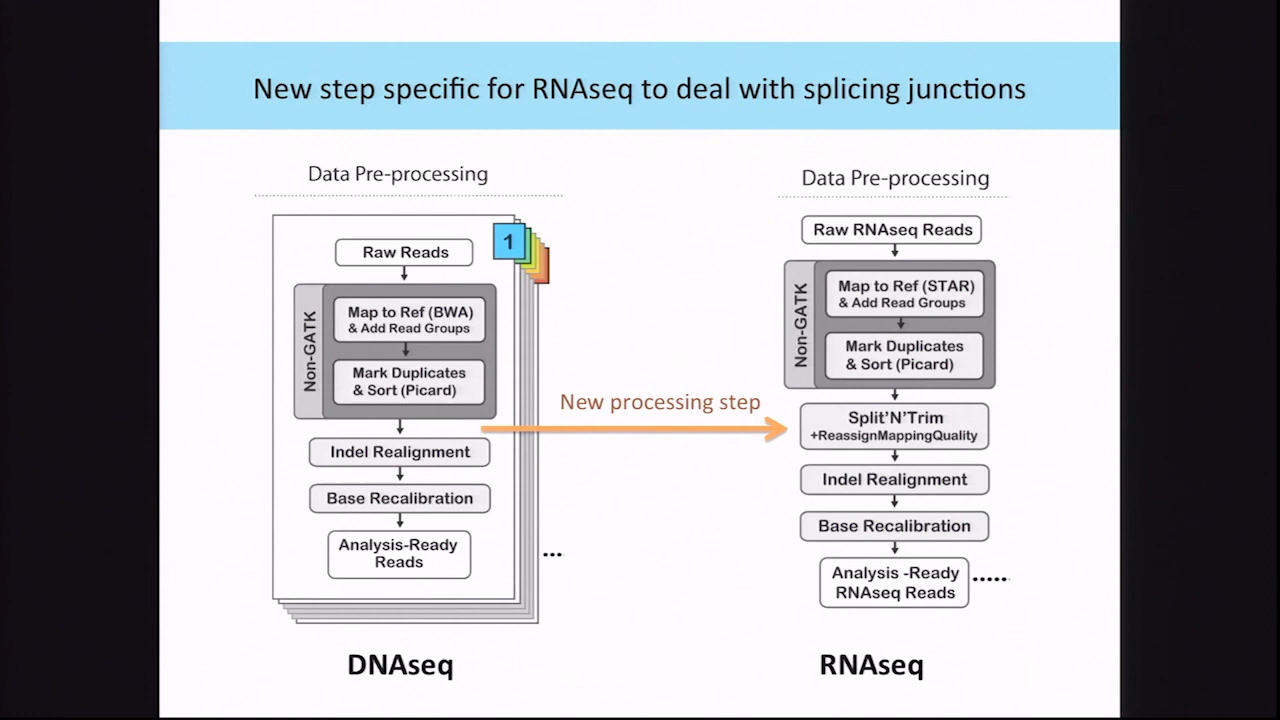 New step specific for RNAseq to deal with splicing junctions
Data Pre-processing
1
Raw Reads
Non-GATK
Map to Ref (BWA)
& Add Read Groups
Mark Duplicates
& Sort (Picard)
Indel Realignment
Base Recalibration
Analysis-Ready
Reads
...
DNAseq
New processing step
Data Pre-processing
Raw RNAseq Reads
Non-GATK
Map to Ref (STAR)
& Add Read Groups
Mark Duplicates
& Sort (Picard)
Split'N'Trim
+ReassignMappingQuality
Indel Realignment
Base Recalibration
Analysis -Ready
RNAseq Reads
.....
RNAseq